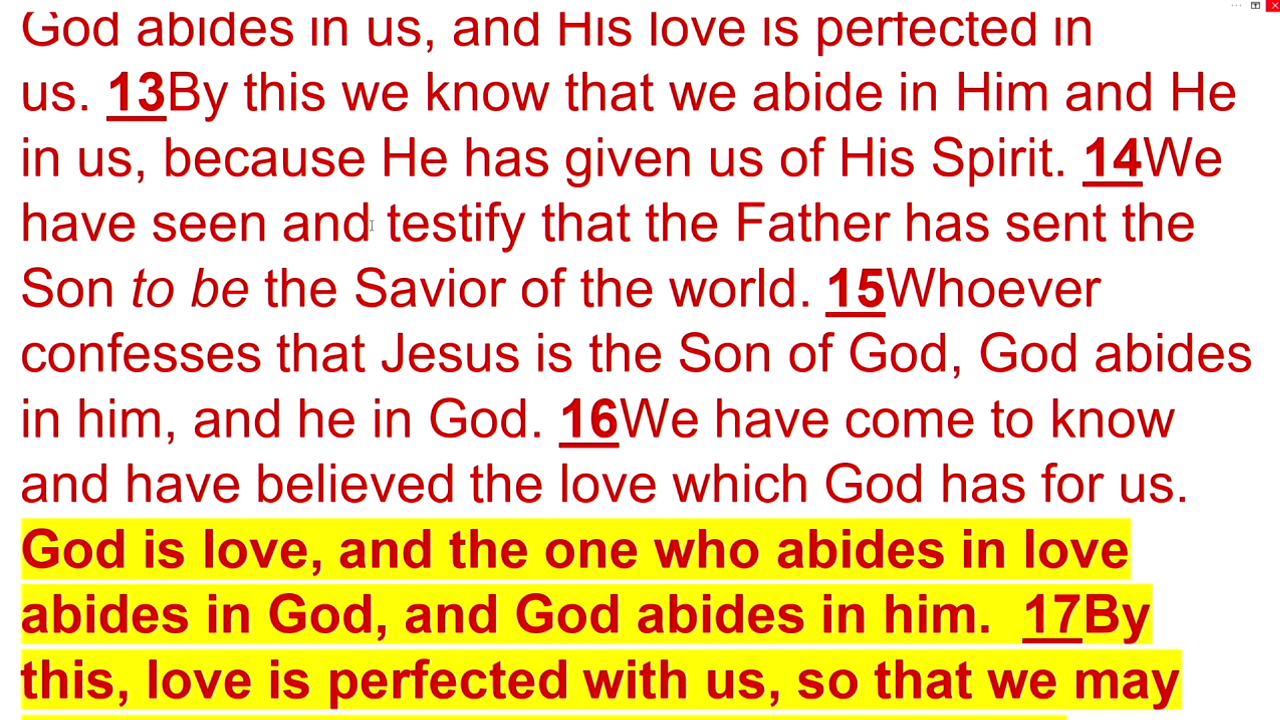 God abides in us, and His love is perfected in
us. 13By this we know that we abide in Him and He
in us, because He has given us of His Spirit. 14We
have seen and testify that the Father has sent the
Son to be the Savior of the world. 15Whoever
confesses that Jesus is the Son of God, God abides
in him, and he in God. 16We have come to know
and have believed the love which God has for us.
God is love, and the one who abides in love
abides in God, and God abides in him.  17By
this, love is perfected with us, so that we may